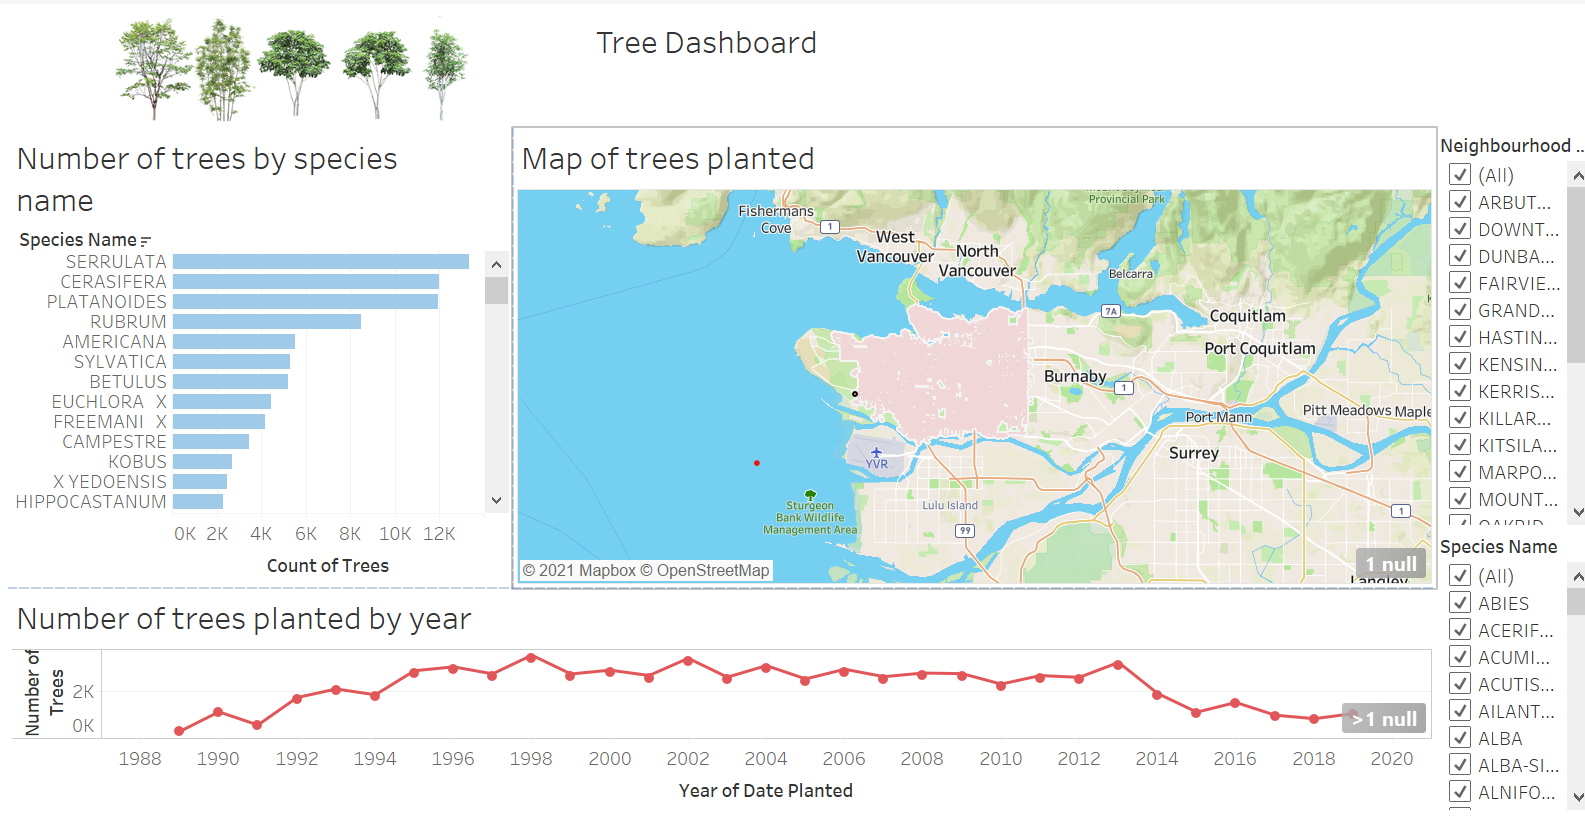 Tree Dashboard
Number of trees by species
name
Species Name
SERRULATA
CERASIFERA
PLATANOIDES
RUBRUM
AMERICANA
SYLVATICA
BETULUS
EUCHLORA X
FREEMANI X
CAMPESTRE
KOBUS
X YEDOENSIS
HIPPOCASTANUM
0K 2K 4K 6K 8K 10K 12K
Count of Trees
Map of trees planted
Provincial Park
Fishermans
Cove
1
West
Vancouver
North
Vancouver
Belcarra
7A
Coquitlam
Port Coquitlam
Burnaby
1
Pitt Meadows Maple
Port Mann
Surrey
YVR
Sturgeon
Bank Wildlife
Management Area
Lulu Island
99
1
Langley
1 null
© 2021 Mapbox © OpenStreetMap
Neighbourhood ..
(All)
ARBUT...
DOWNT...
DUNBA...
FAIRVIE...
GRAND...
HASTIN...
KENSIN...
KERRIS...
KILLAR...
KITSILA...
MARPO...
MOUNT...
OAKRID
Species Name
(All)
ABIES
ACERIF...
ACUMI...
ACUTIS...
AILANT...
ALBA
ALBA-SI...
ALNIFO...
Number of trees planted by year
Number of
Trees
2K
0K
>1 null
1988 1990 1992 1994 1996 1998 2000 2002 2004 2006 2008 2010 2012 2014 2016 2018 2020
Year of Date Planted